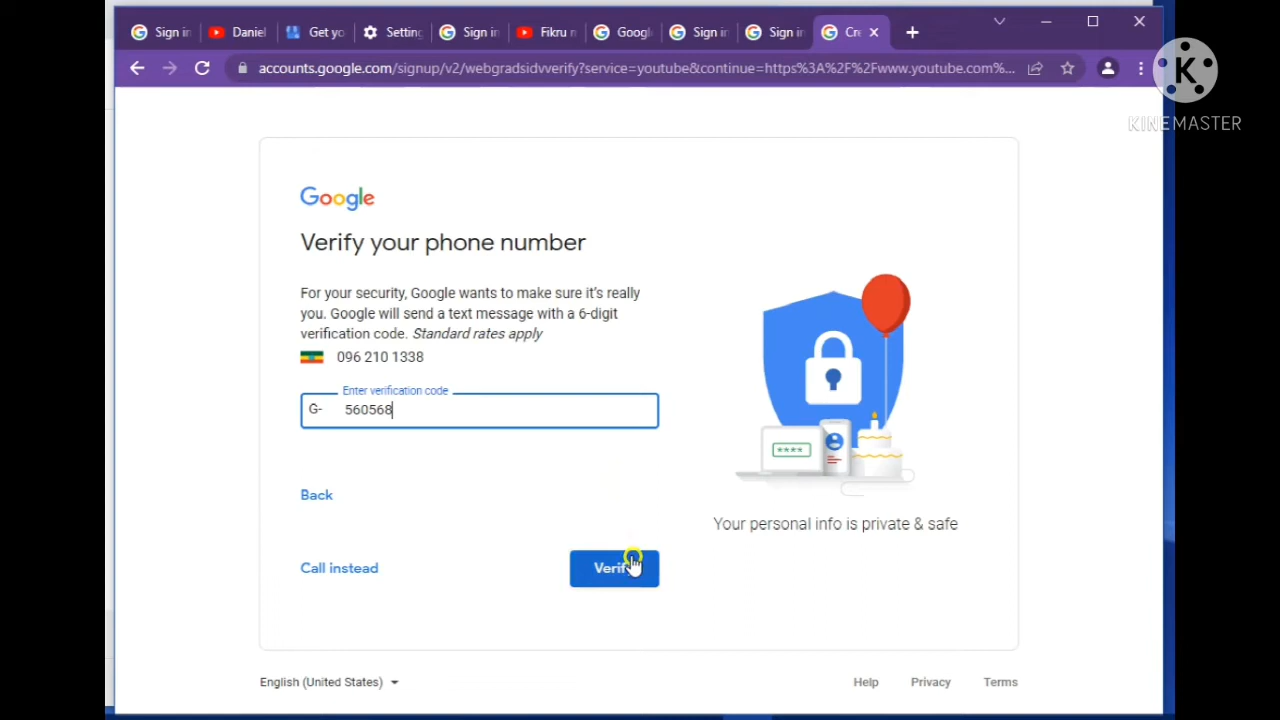 Sign in
Daniel
Get yo
Setting
Sign in
Fikru n
Googl
Sign in
Sign in
Cre
accounts.google.com/signup/v2/webgradsidvverify?service=youtube&continue=https%3A%2F%2Fwww.youtube.com%...
K
KINEMASTER
Google
Verify your phone number
For your security, Google wants to make sure it's really
you. Google will send a text message with a 6-digit
verification code. Standard rates apply
096 210 1338
Enter verification code
G- 560568
****
Back
Your personal info is private & safe
Call instead
Verify
English (United States)
Help
Privacy
Terms